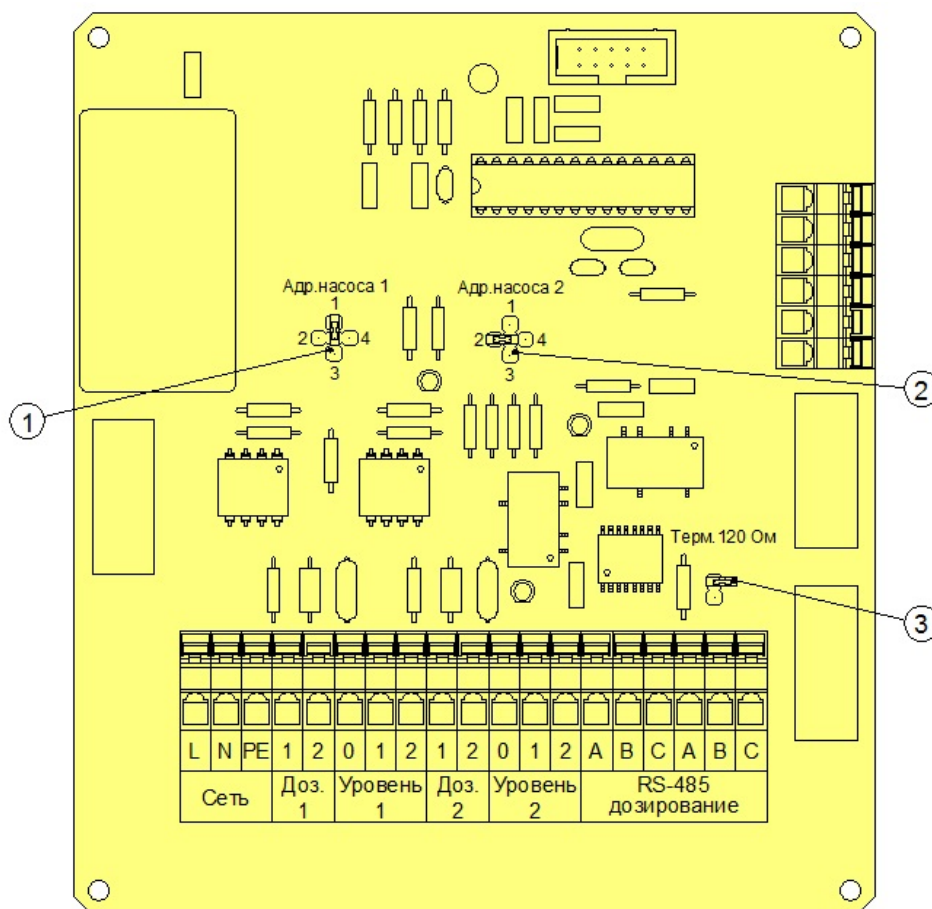 Адр.насоса 1
Адр.насоса 2
1
1
2
4
2
4
3
3
1
2
Терм.120 Ом
3
L N PE 1 2 0 1 2 1 2 0 1 2 A B C A B C
Сеть Доз. Уровень Доз. Уровень RS-485
1 1 2 2 дозирование